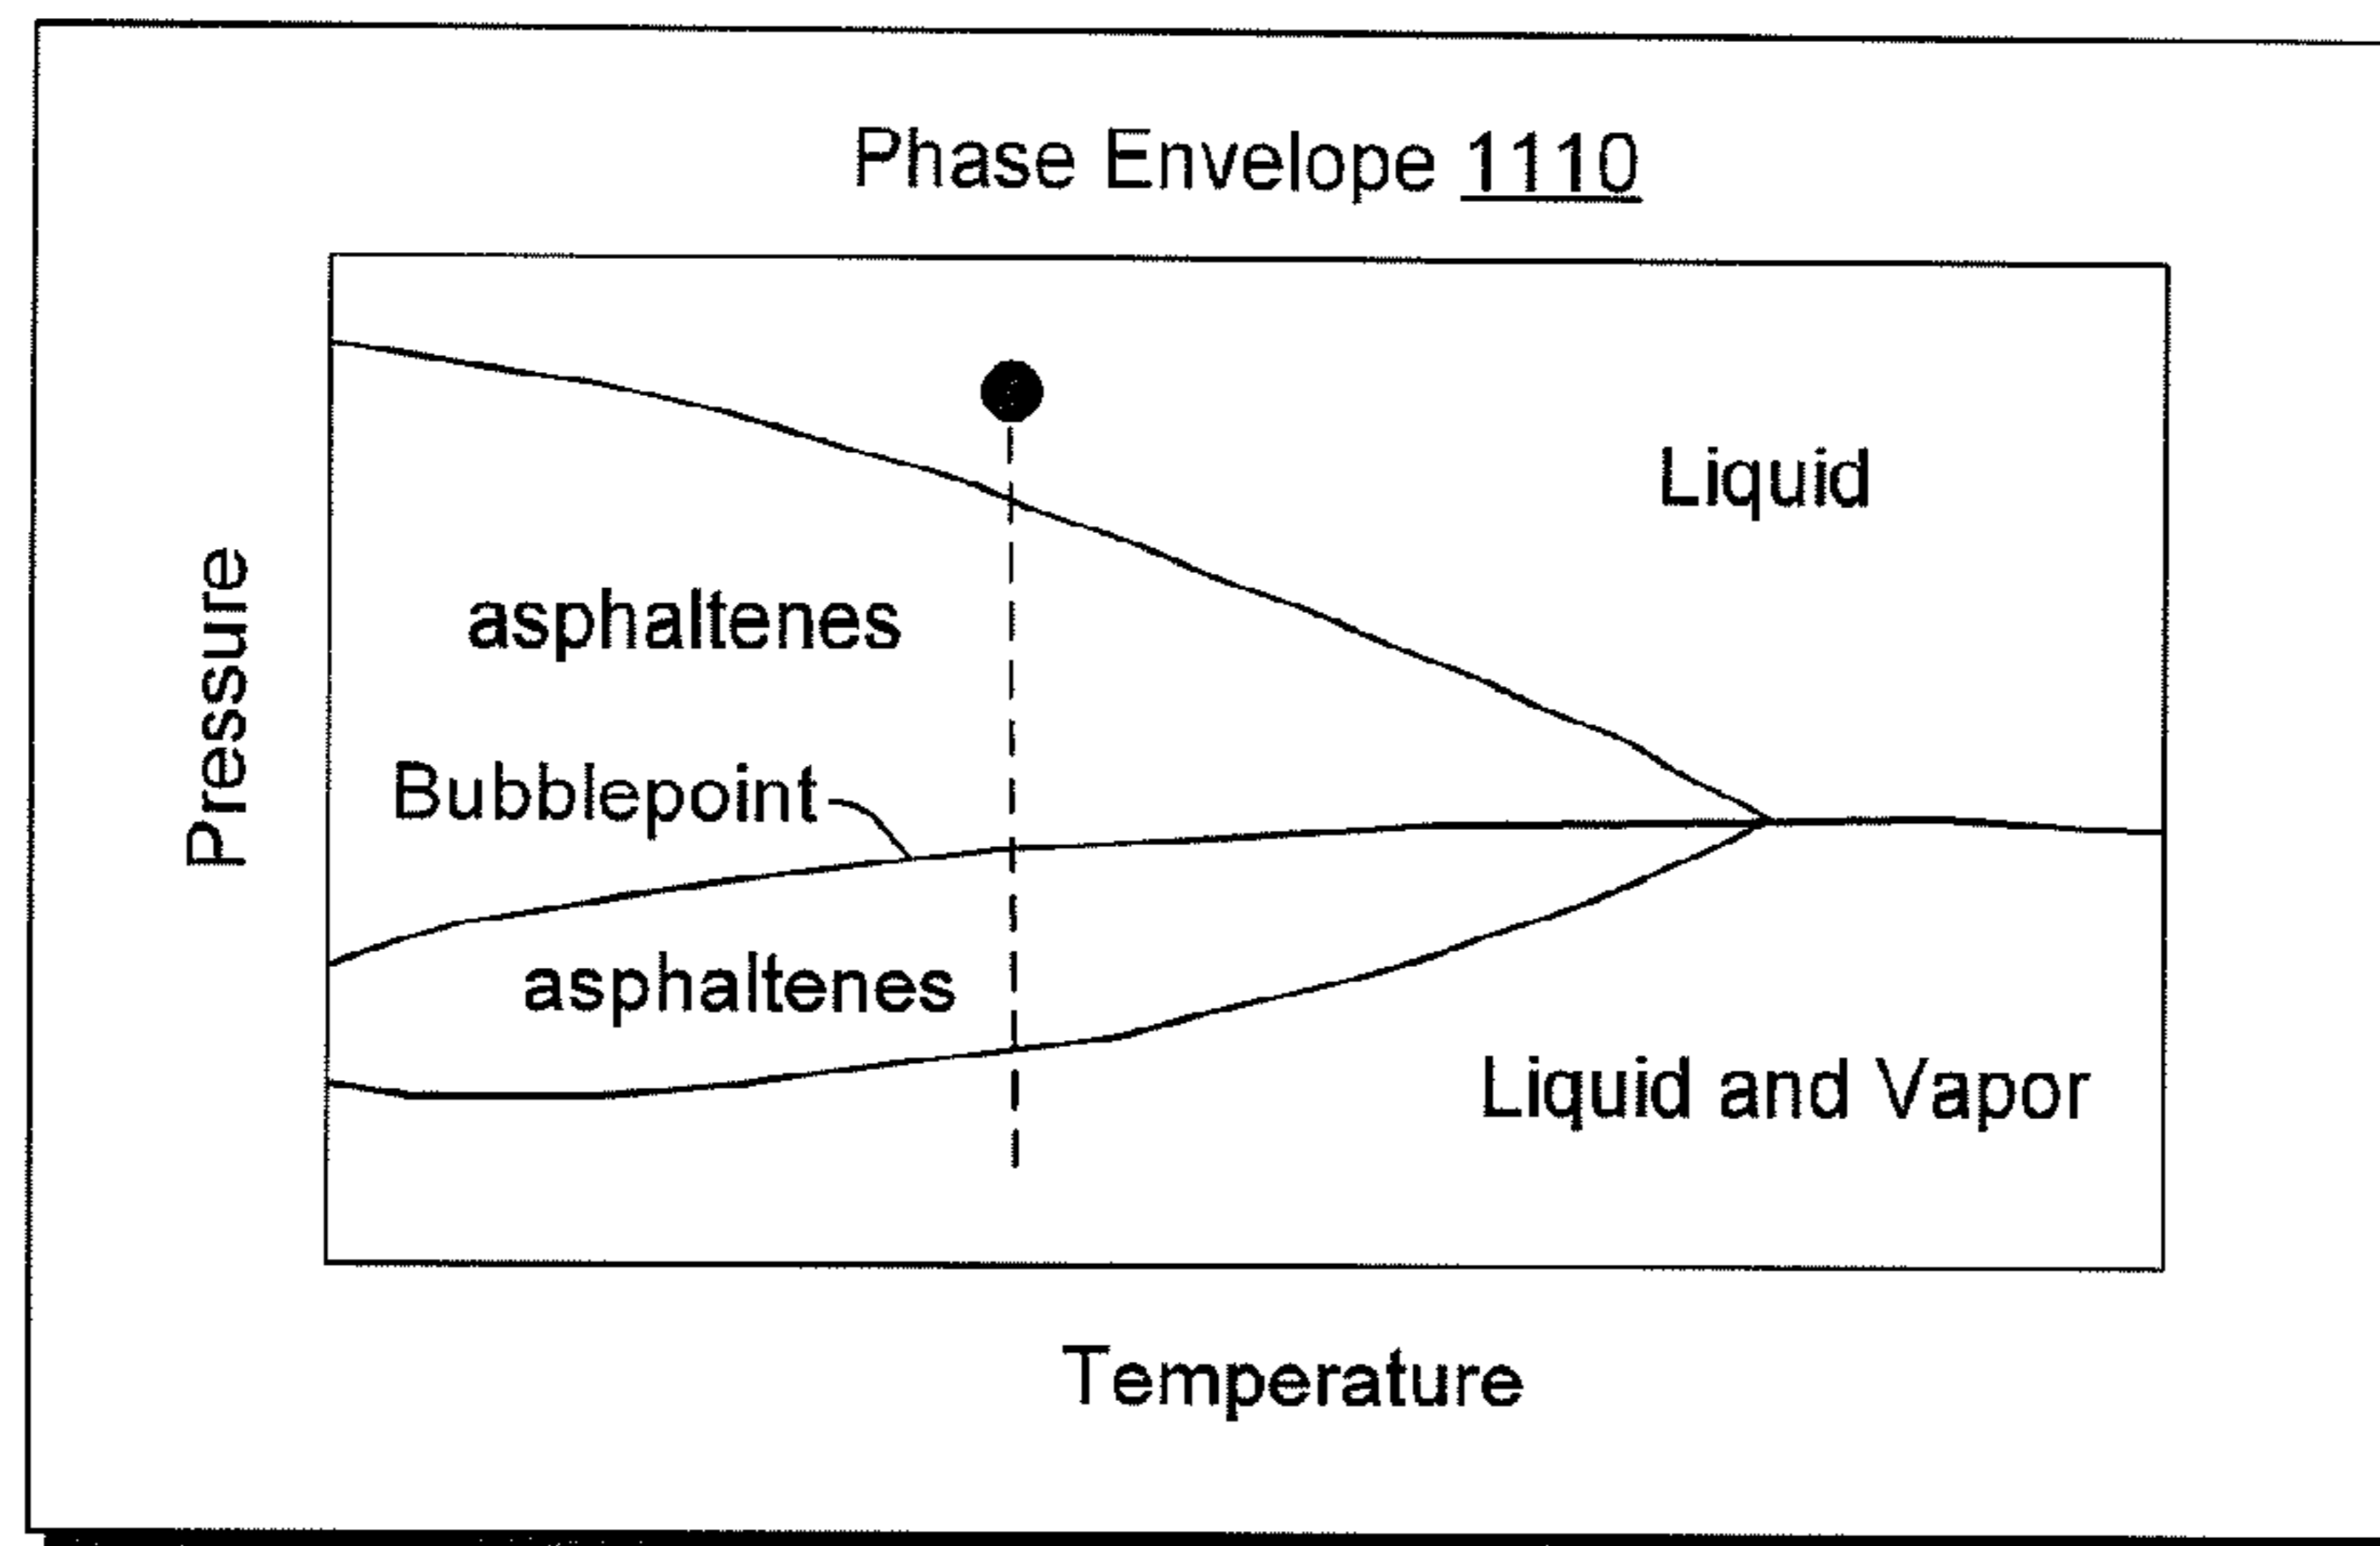 Phase Envelope 1110
Liquid
asphaltenes
Pressure
Bubblepoint
asphaltenes
Liquid and Vapor
Temperature